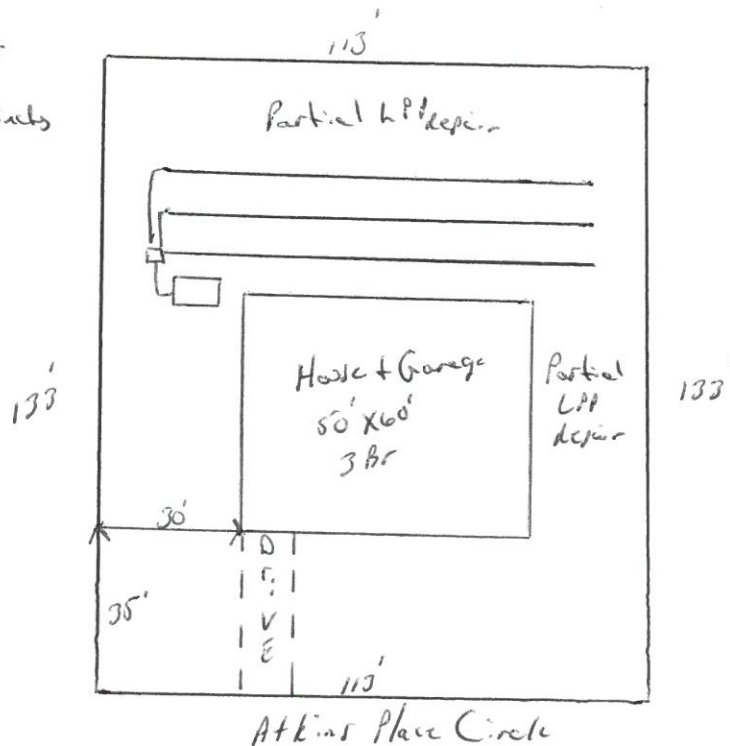 113'
Partial LPP Repair
133'
House + Garage
50' x 60'
3 Br
Partial
LPP
Repair
133
30'
35'
DRIVE
113'
Atkins Place Circle